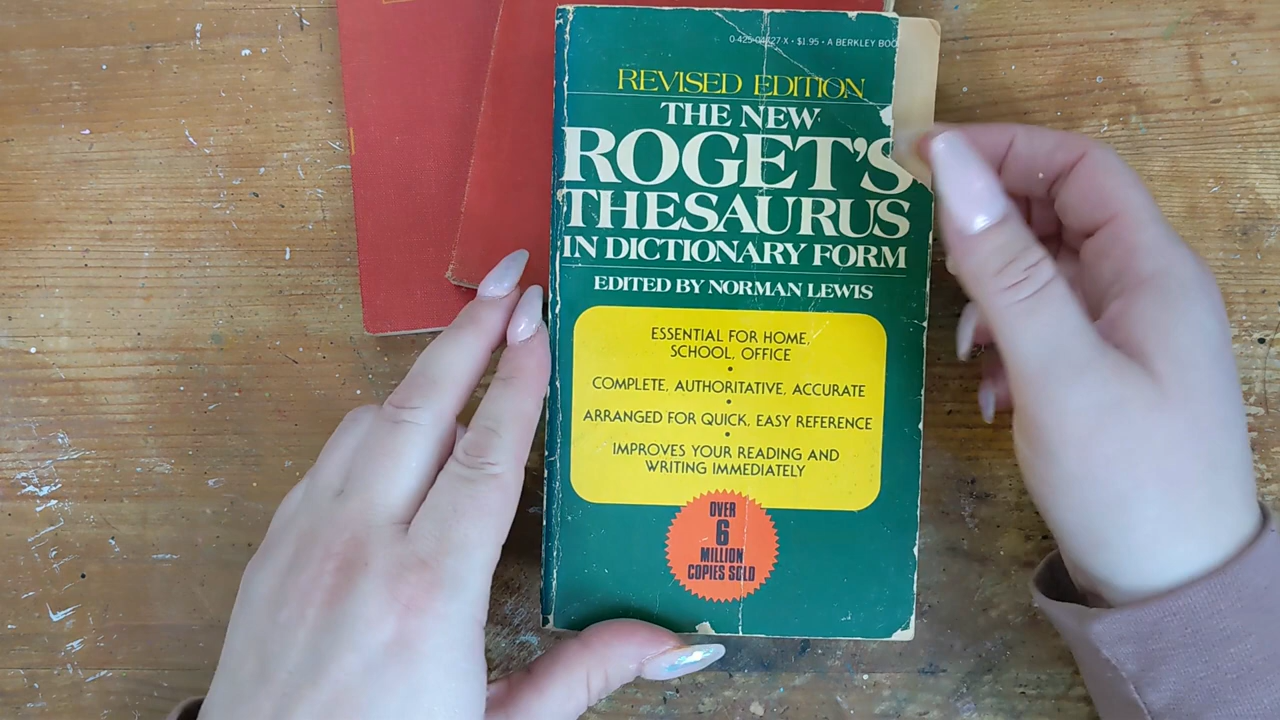 $1.95 • A BERKLEY BOO
REVISED EDITION
THE NEW
ROGET'S
THESAURUS
IN DICTIONARY FORM
EDITED BY NORMAN LEWIS
ESSENTIAL FOR HOME,
SCHOOL, OFFICE
•
COMPLETE, AUTHORITATIVE, ACCURATE
•
ARRANGED FOR QUICK, EASY REFERENCE
•
IMPROVES YOUR READING AND
WRITING IMMEDIATELY
OVER
6
MILLION
COPIES SOLD